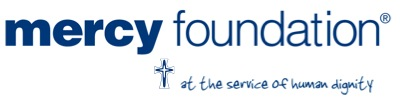 mercy foundation®
at the service of human dignity